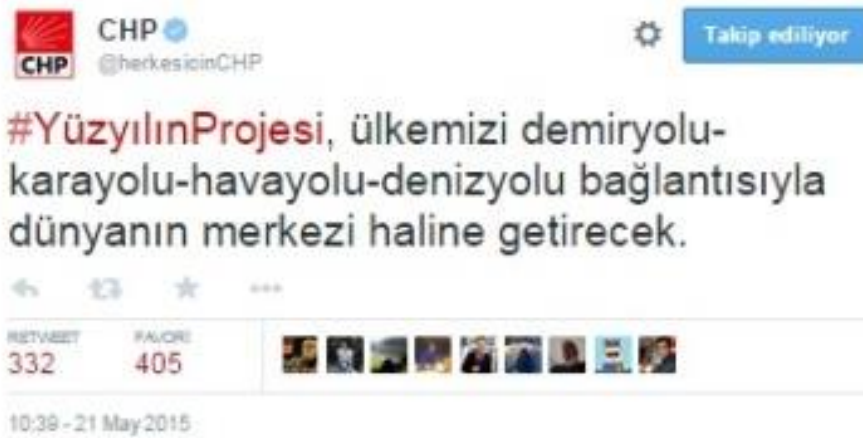 CHP
CHP
@herkesicinCHP
Takip ediliyor
#YüzyılınProjesi, ülkemizi demiryolu-
karayolu-havayolu-denizyolu bağlantısıyla
dünyanın merkezi haline getirecek.
RETWEET FAVORI
332 405
10:39 - 21 May 2015